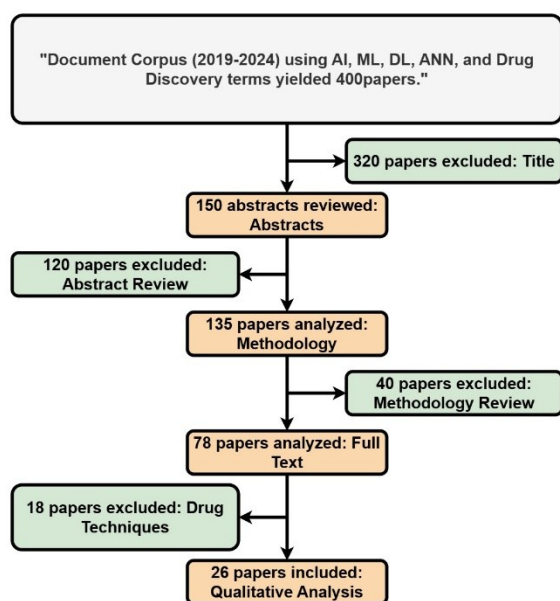 "Document Corpus (2019-2024) using AI, ML, DL, ANN, and Drug
Discovery terms yielded 400papers."
320 papers excluded: Title
150 abstracts reviewed:
Abstracts
120 papers excluded:
Abstract Review
135 papers analyzed:
Methodology
40 papers excluded:
Methodology Review
78 papers analyzed: Full
Text
18 papers excluded: Drug
Techniques
26 papers included:
Qualitative Analysis